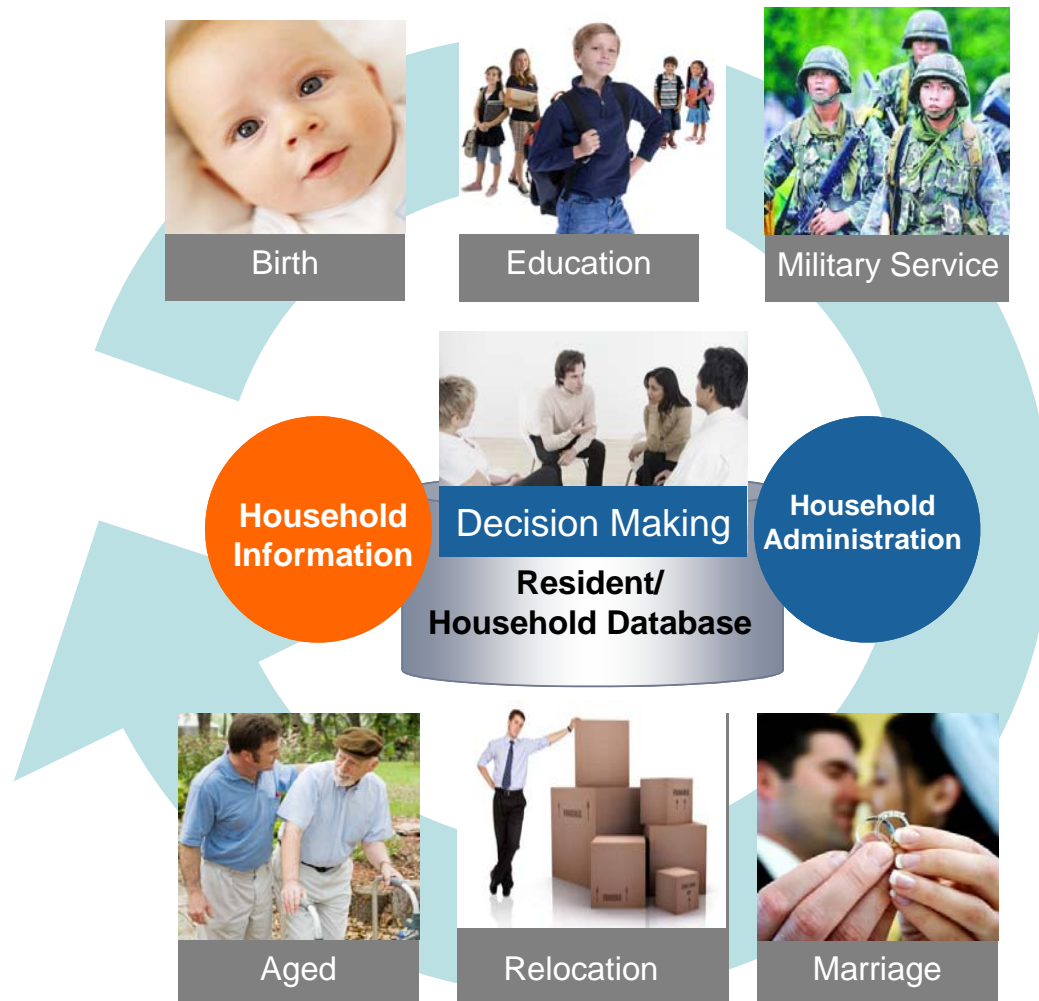 Birth
Education
Military Service
Household
Information
Decision Making
Resident/
Household Database
Household
Administration
Aged
Relocation
Marriage